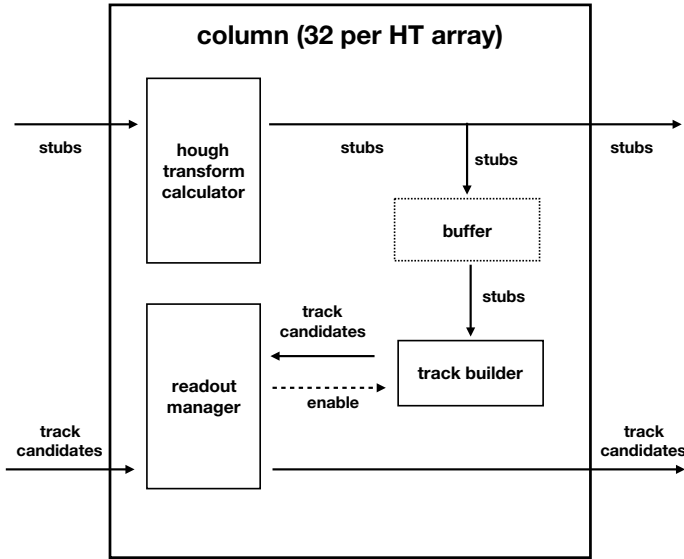 column (32 per HT array)
stubs
hough
transform
calculator
stubs
stubs
stubs
buffer
stubs
track
candidates
track builder
readout
manager
enable
track
candidates
track
candidates